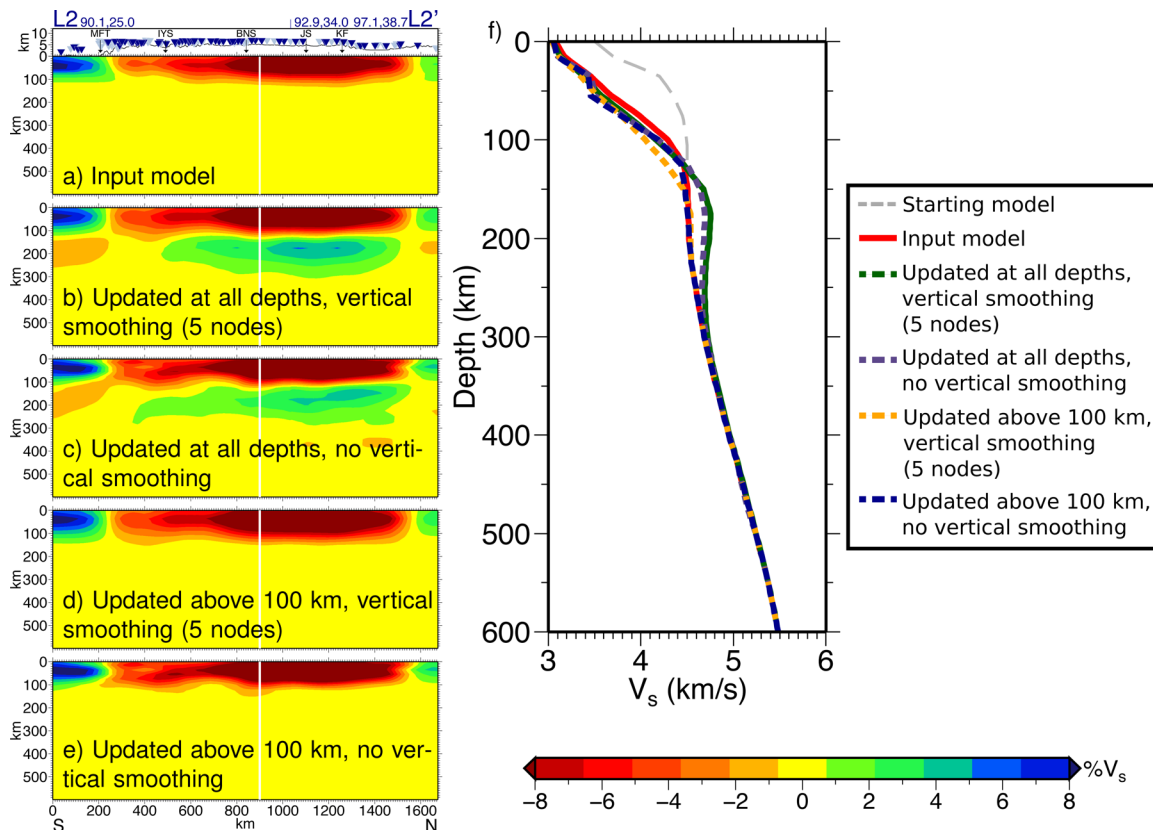 L2 90.1,25.0 92.9,34.0 97.1,38.7 L2'
MFT IYS BNS JS KF
km
10
5
0
km
0
100
200
300
400
500
a) Input model
km
0
100
200
300
400
500
b) Updated at all depths, vertical
smoothing (5 nodes)
km
0
100
200
300
400
500
c) Updated at all depths, no verti-
cal smoothing
km
0
100
200
300
400
500
d) Updated above 100 km, vertical
smoothing (5 nodes)
km
0
100
200
300
400
500
e) Updated above 100 km, no ver-
tical smoothing
0 200 400 600 800 1000 1200 1400 1600
S km N
f)
0
100
200
300
400
500
600
Depth (km)
3 4 5 6
Vs (km/s)
Starting model
Input model
Updated at all depths,
vertical smoothing
(5 nodes)
Updated at all depths,
no vertical smoothing
Updated above 100 km,
vertical smoothing
(5 nodes)
Updated above 100 km,
no vertical smoothing
%Vs
−8 −6 −4 −2 0 2 4 6 8